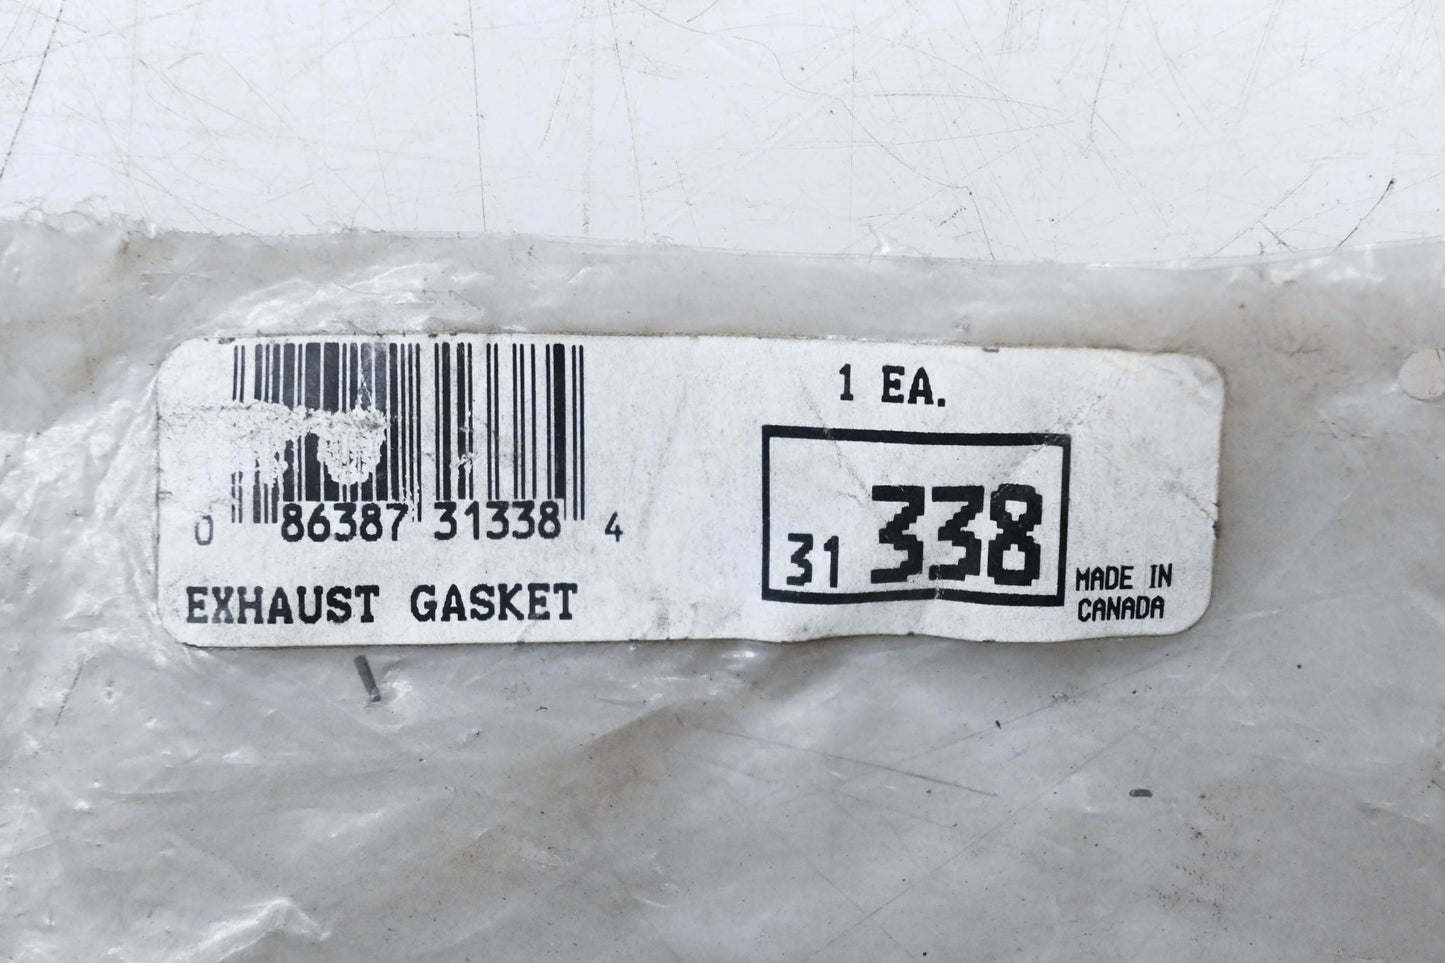 0 86387 31338 4
EXHAUST GASKET
1 EA.
31 338
MADE IN
CANADA